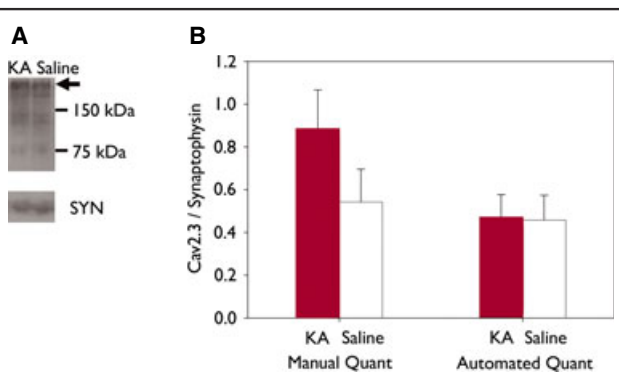 A
KA Saline
150 kDa
75 kDa
SYN
B
Cav2.3 / Synaptophysin
1.2
1.0
0.8
0.6
0.4
0.2
0.0
KA Saline
Manual Quant
KA Saline
Automated Quant